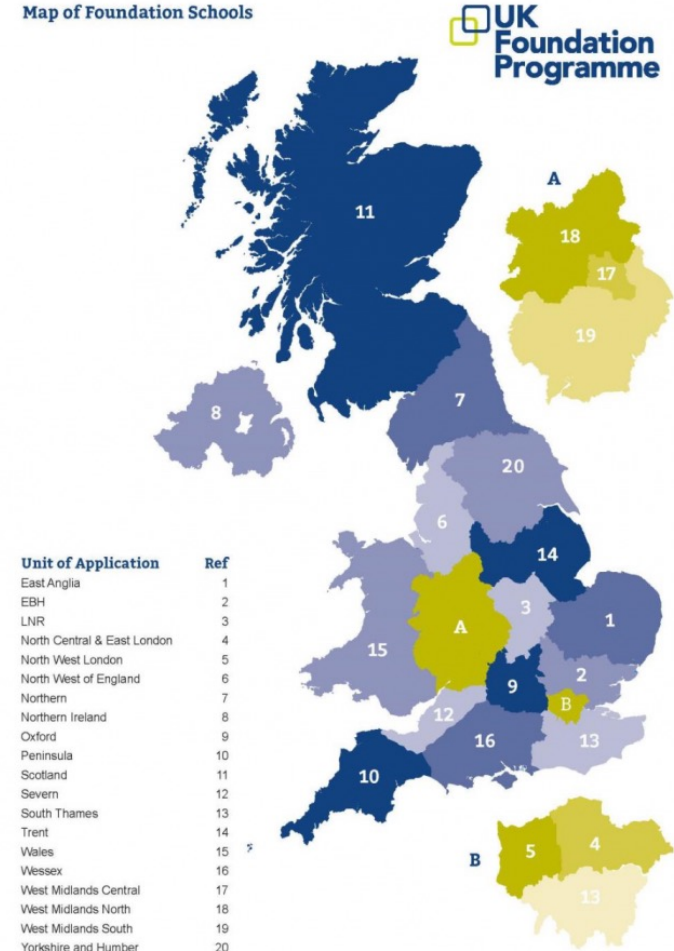 Map of Foundation Schools
UK
Foundation
Programme
A
18
17
19
11
8
7
20
6
14
3
1
A
15
2
9
B
12
16
13
10
B
5
4
13
Unit of Application Ref
East Anglia 1
EBH 2
LNR 3
North Central & East London 4
North West London 5
North West of England 6
Northern 7
Northern Ireland 8
Oxford 9
Peninsula 10
Scotland 11
Severn 12
South Thames 13
Trent 14
Wales 15
Wessex 16
West Midlands Central 17
West Midlands North 18
West Midlands South 19
Yorkshire and Humber 20